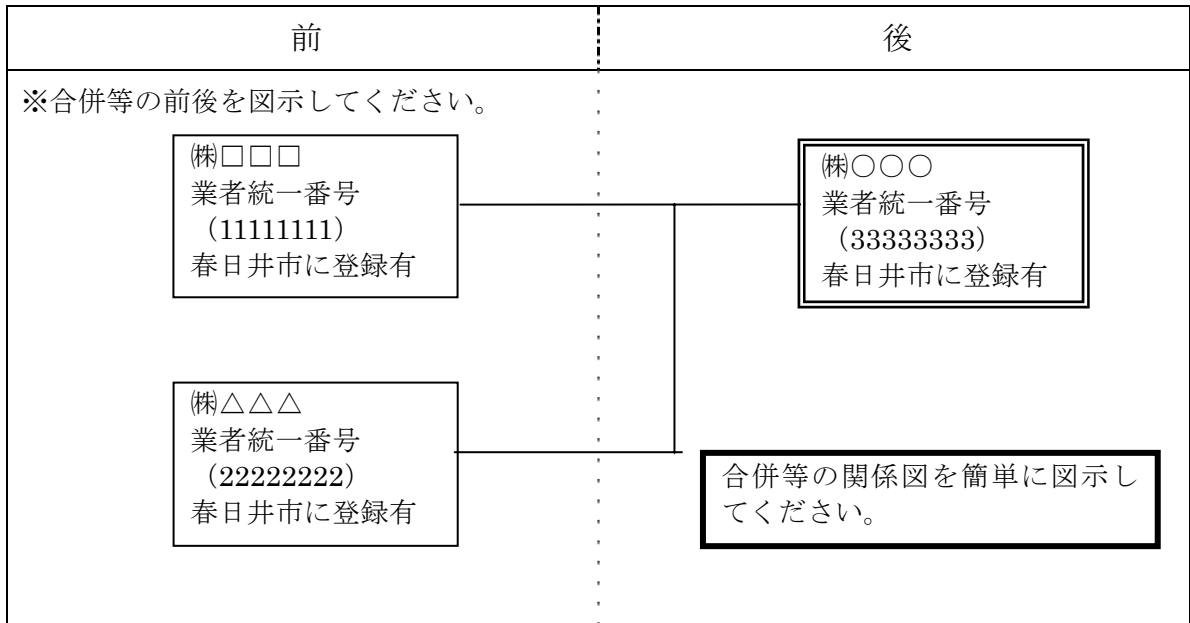 前
後
※合併等の前後を図示してください。
㈱□□□
業者統一番号
（11111111）
春日井市に登録有
㈱○○○
業者統一番号
（33333333）
春日井市に登録有
㈱△△△
業者統一番号
（22222222）
春日井市に登録有
合併等の関係図を簡単に図示し
てください。